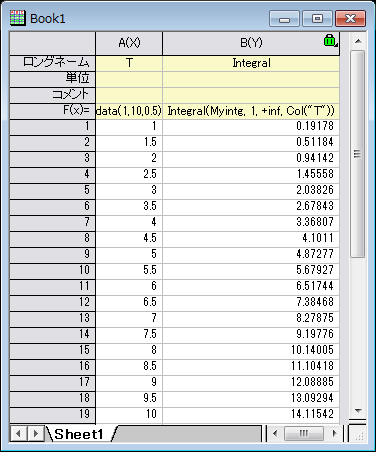 Book1
A(X) B(Y)
ロングネーム T Integral
単位
コメント
F(x)= data(1,10,0.5) Integral(Myintg, 1, +inf, Col("T"))
1 1 0.19178
2 1.5 0.51184
3 2 0.94142
4 2.5 1.45558
5 3 2.03826
6 3.5 2.67843
7 4 3.36807
8 4.5 4.1011
9 5 4.87277
10 5.5 5.67927
11 6 6.51744
12 6.5 7.38468
13 7 8.27875
14 7.5 9.19776
15 8 10.14005
16 8.5 11.10418
17 9 12.08885
18 9.5 13.09294
19 10 14.11542
Sheet1